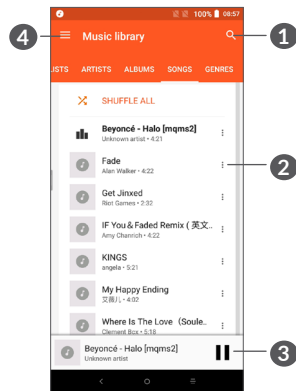 100% 08:57
4
Music library
1
ISTS ARTISTS ALBUMS SONGS GENRES
SHUFFLE ALL
Beyoncé - Halo [mqms2]
Unknown artist • 4:21
Fade
Alan Walker • 4:22
2
Get Jinxed
Riot Games • 2:32
IF You & Faded Remix ( 英文..
Amy Chanrich • 4:22
KINGS
angela • 5:21
My Happy Ending
艾薇儿 • 4:02
Where Is The Love（Soule..
Clement Box • 5:18
Beyoncé - Halo [mqms2]
Unknown artist
3